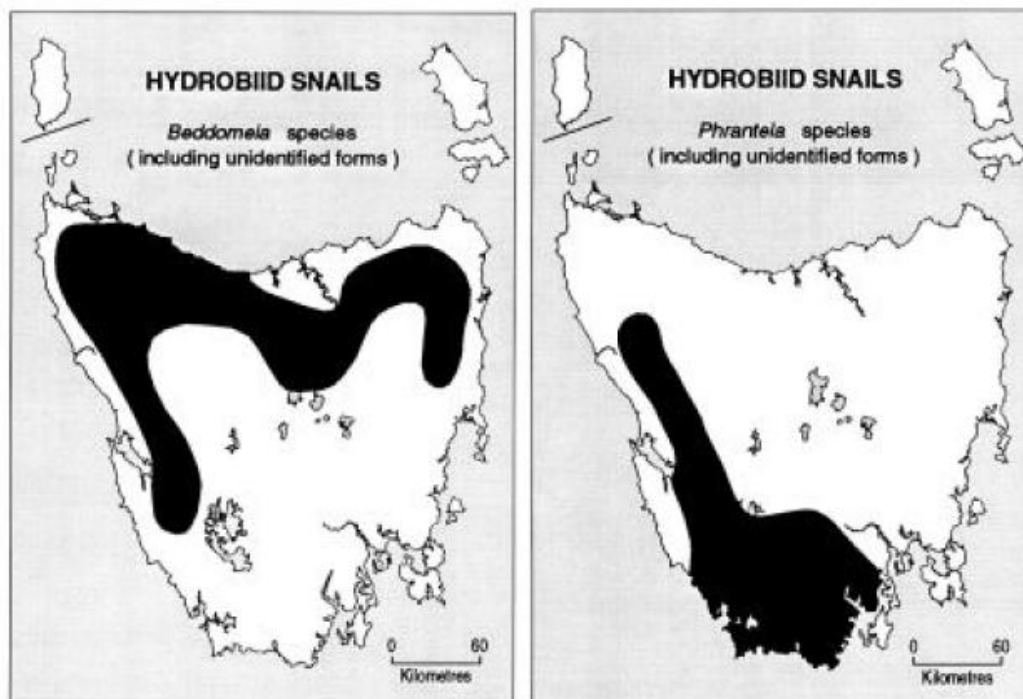 HYDROBIID SNAILS
Beddomeia species
( including unidentified forms )
0 60
Kilometres
HYDROBIID SNAILS
Phrantela species
( including unidentified forms )
0 60
Kilometres